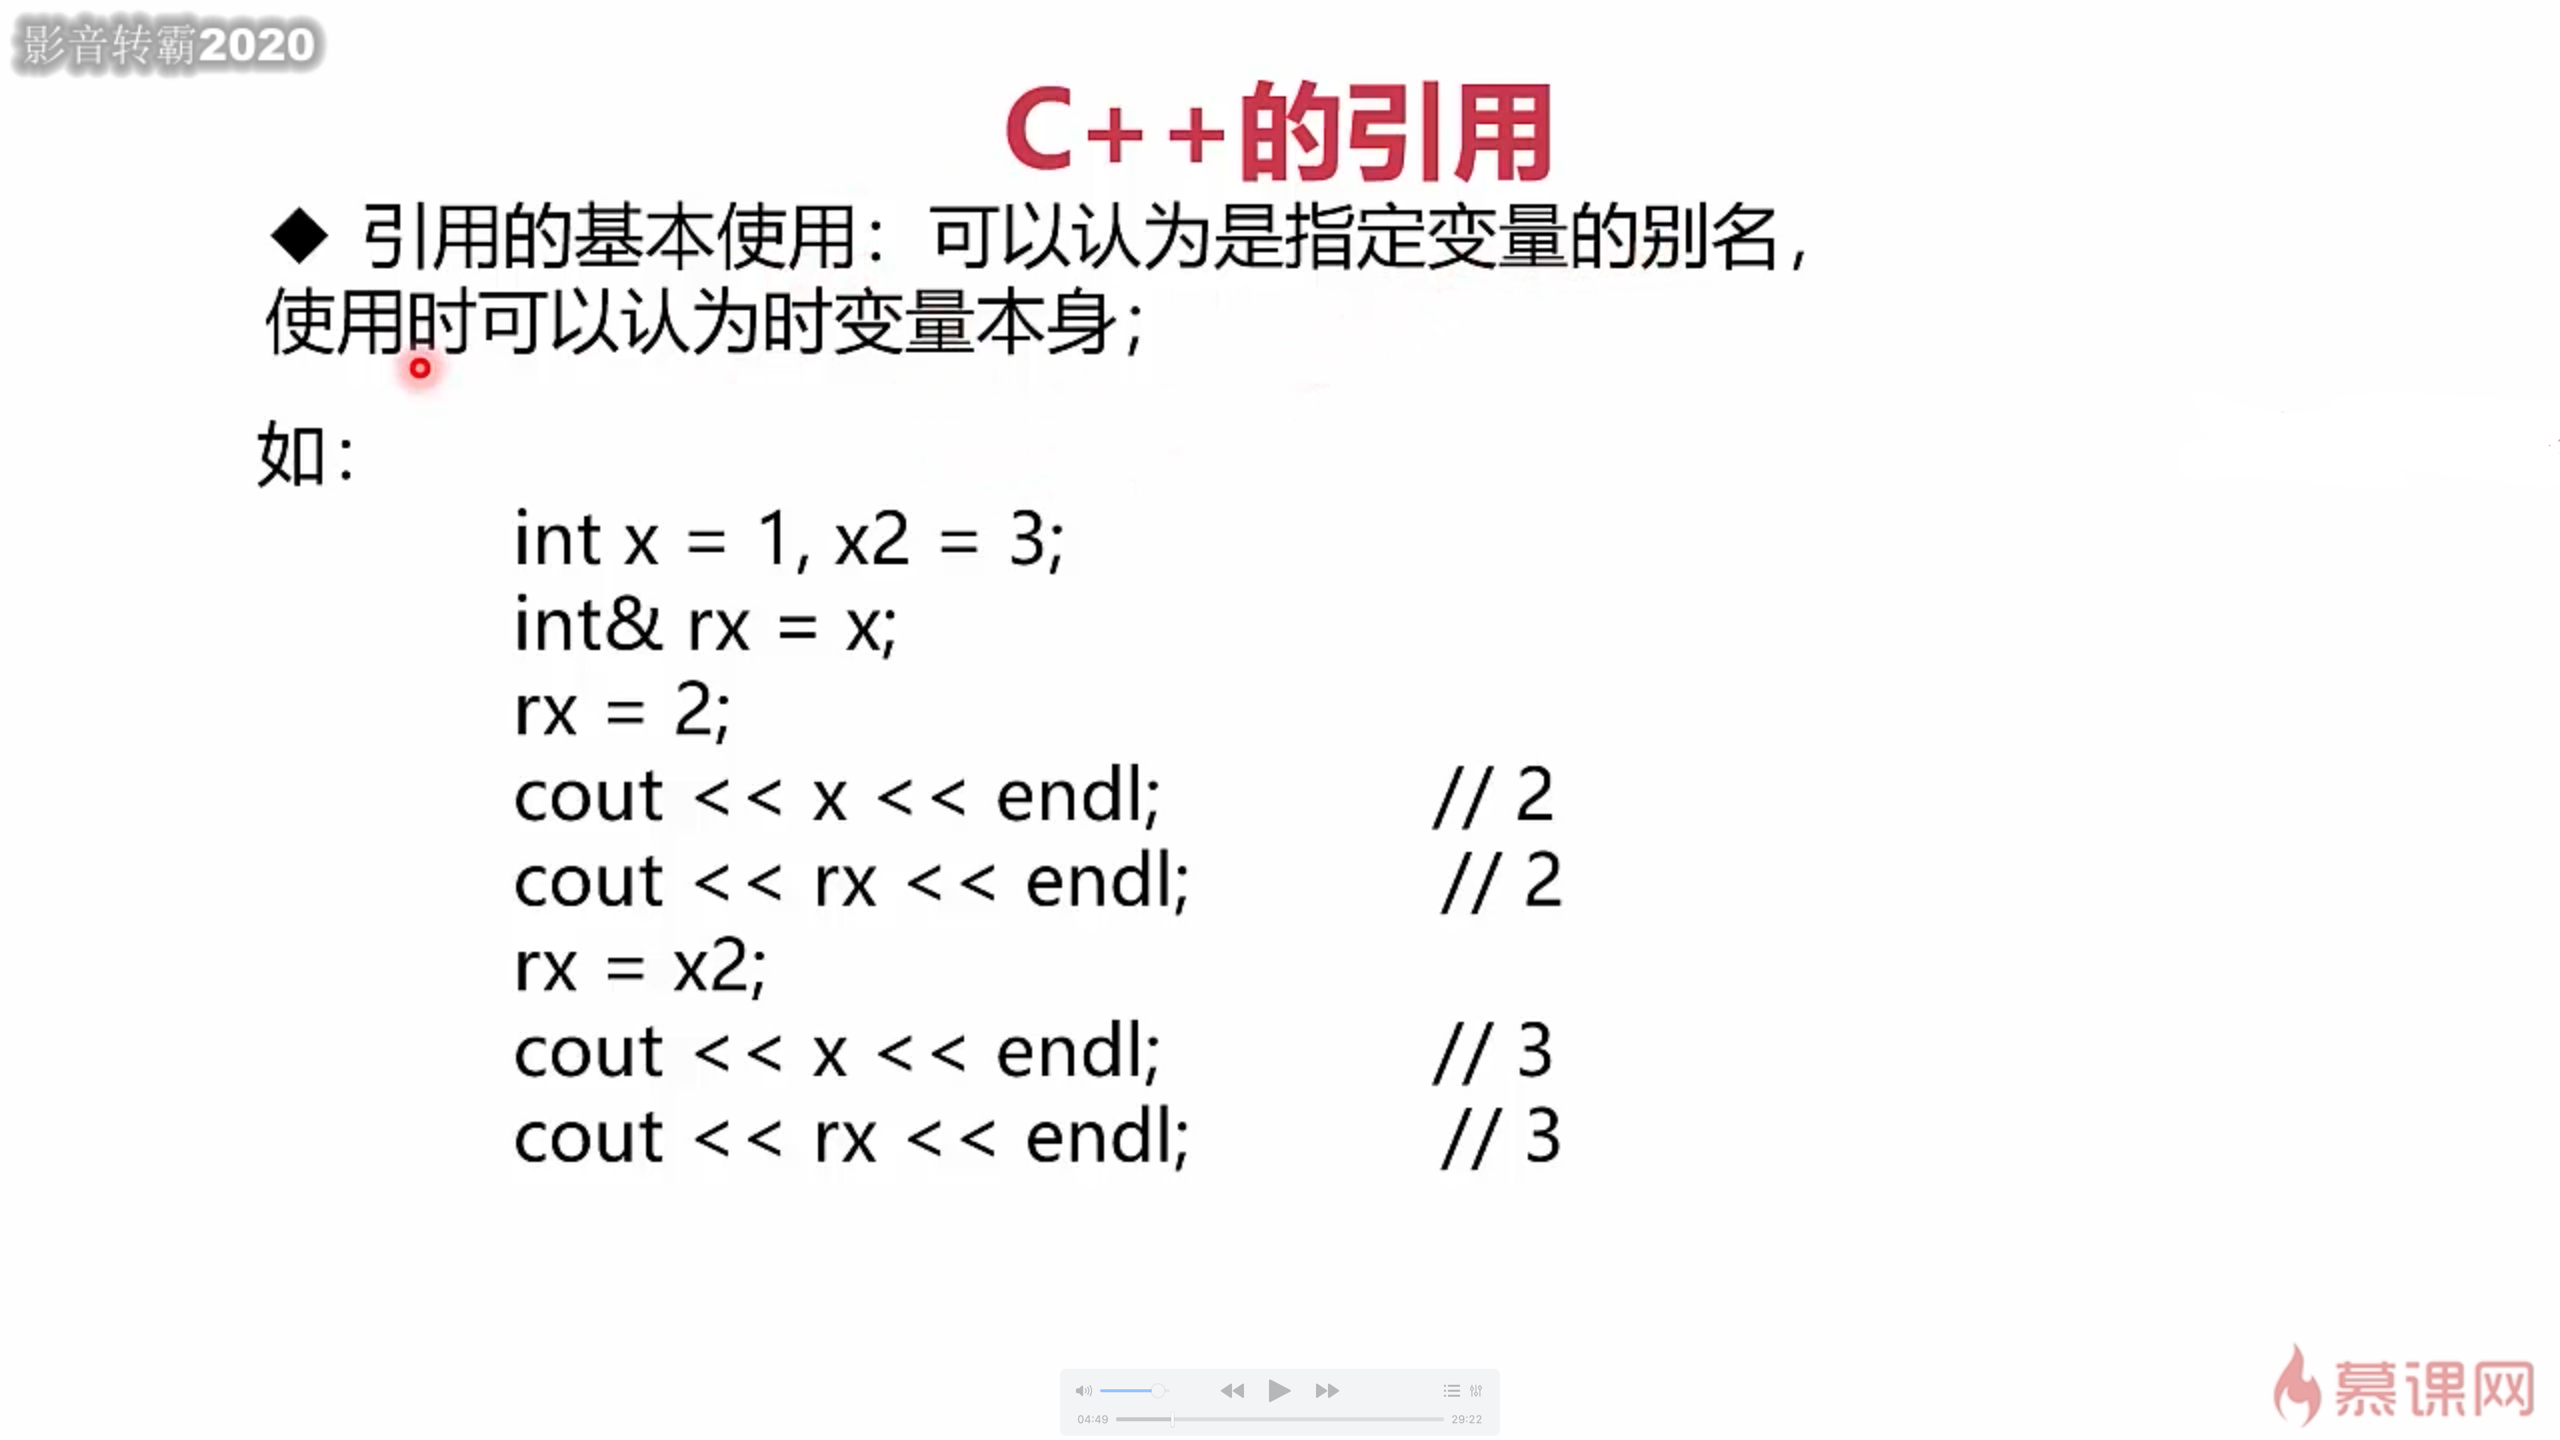 影音转霸2020
C++的引用
◆ 引用的基本使用：可以认为是指定变量的别名，
使用时可以认为时变量本身；
如：
int x = 1, x2 = 3;
int& rx = x;
rx = 2;
cout << x << endl; // 2
cout << rx << endl; // 2
rx = x2;
cout << x << endl; // 3
cout << rx << endl; // 3
04:49 29:22
慕课网